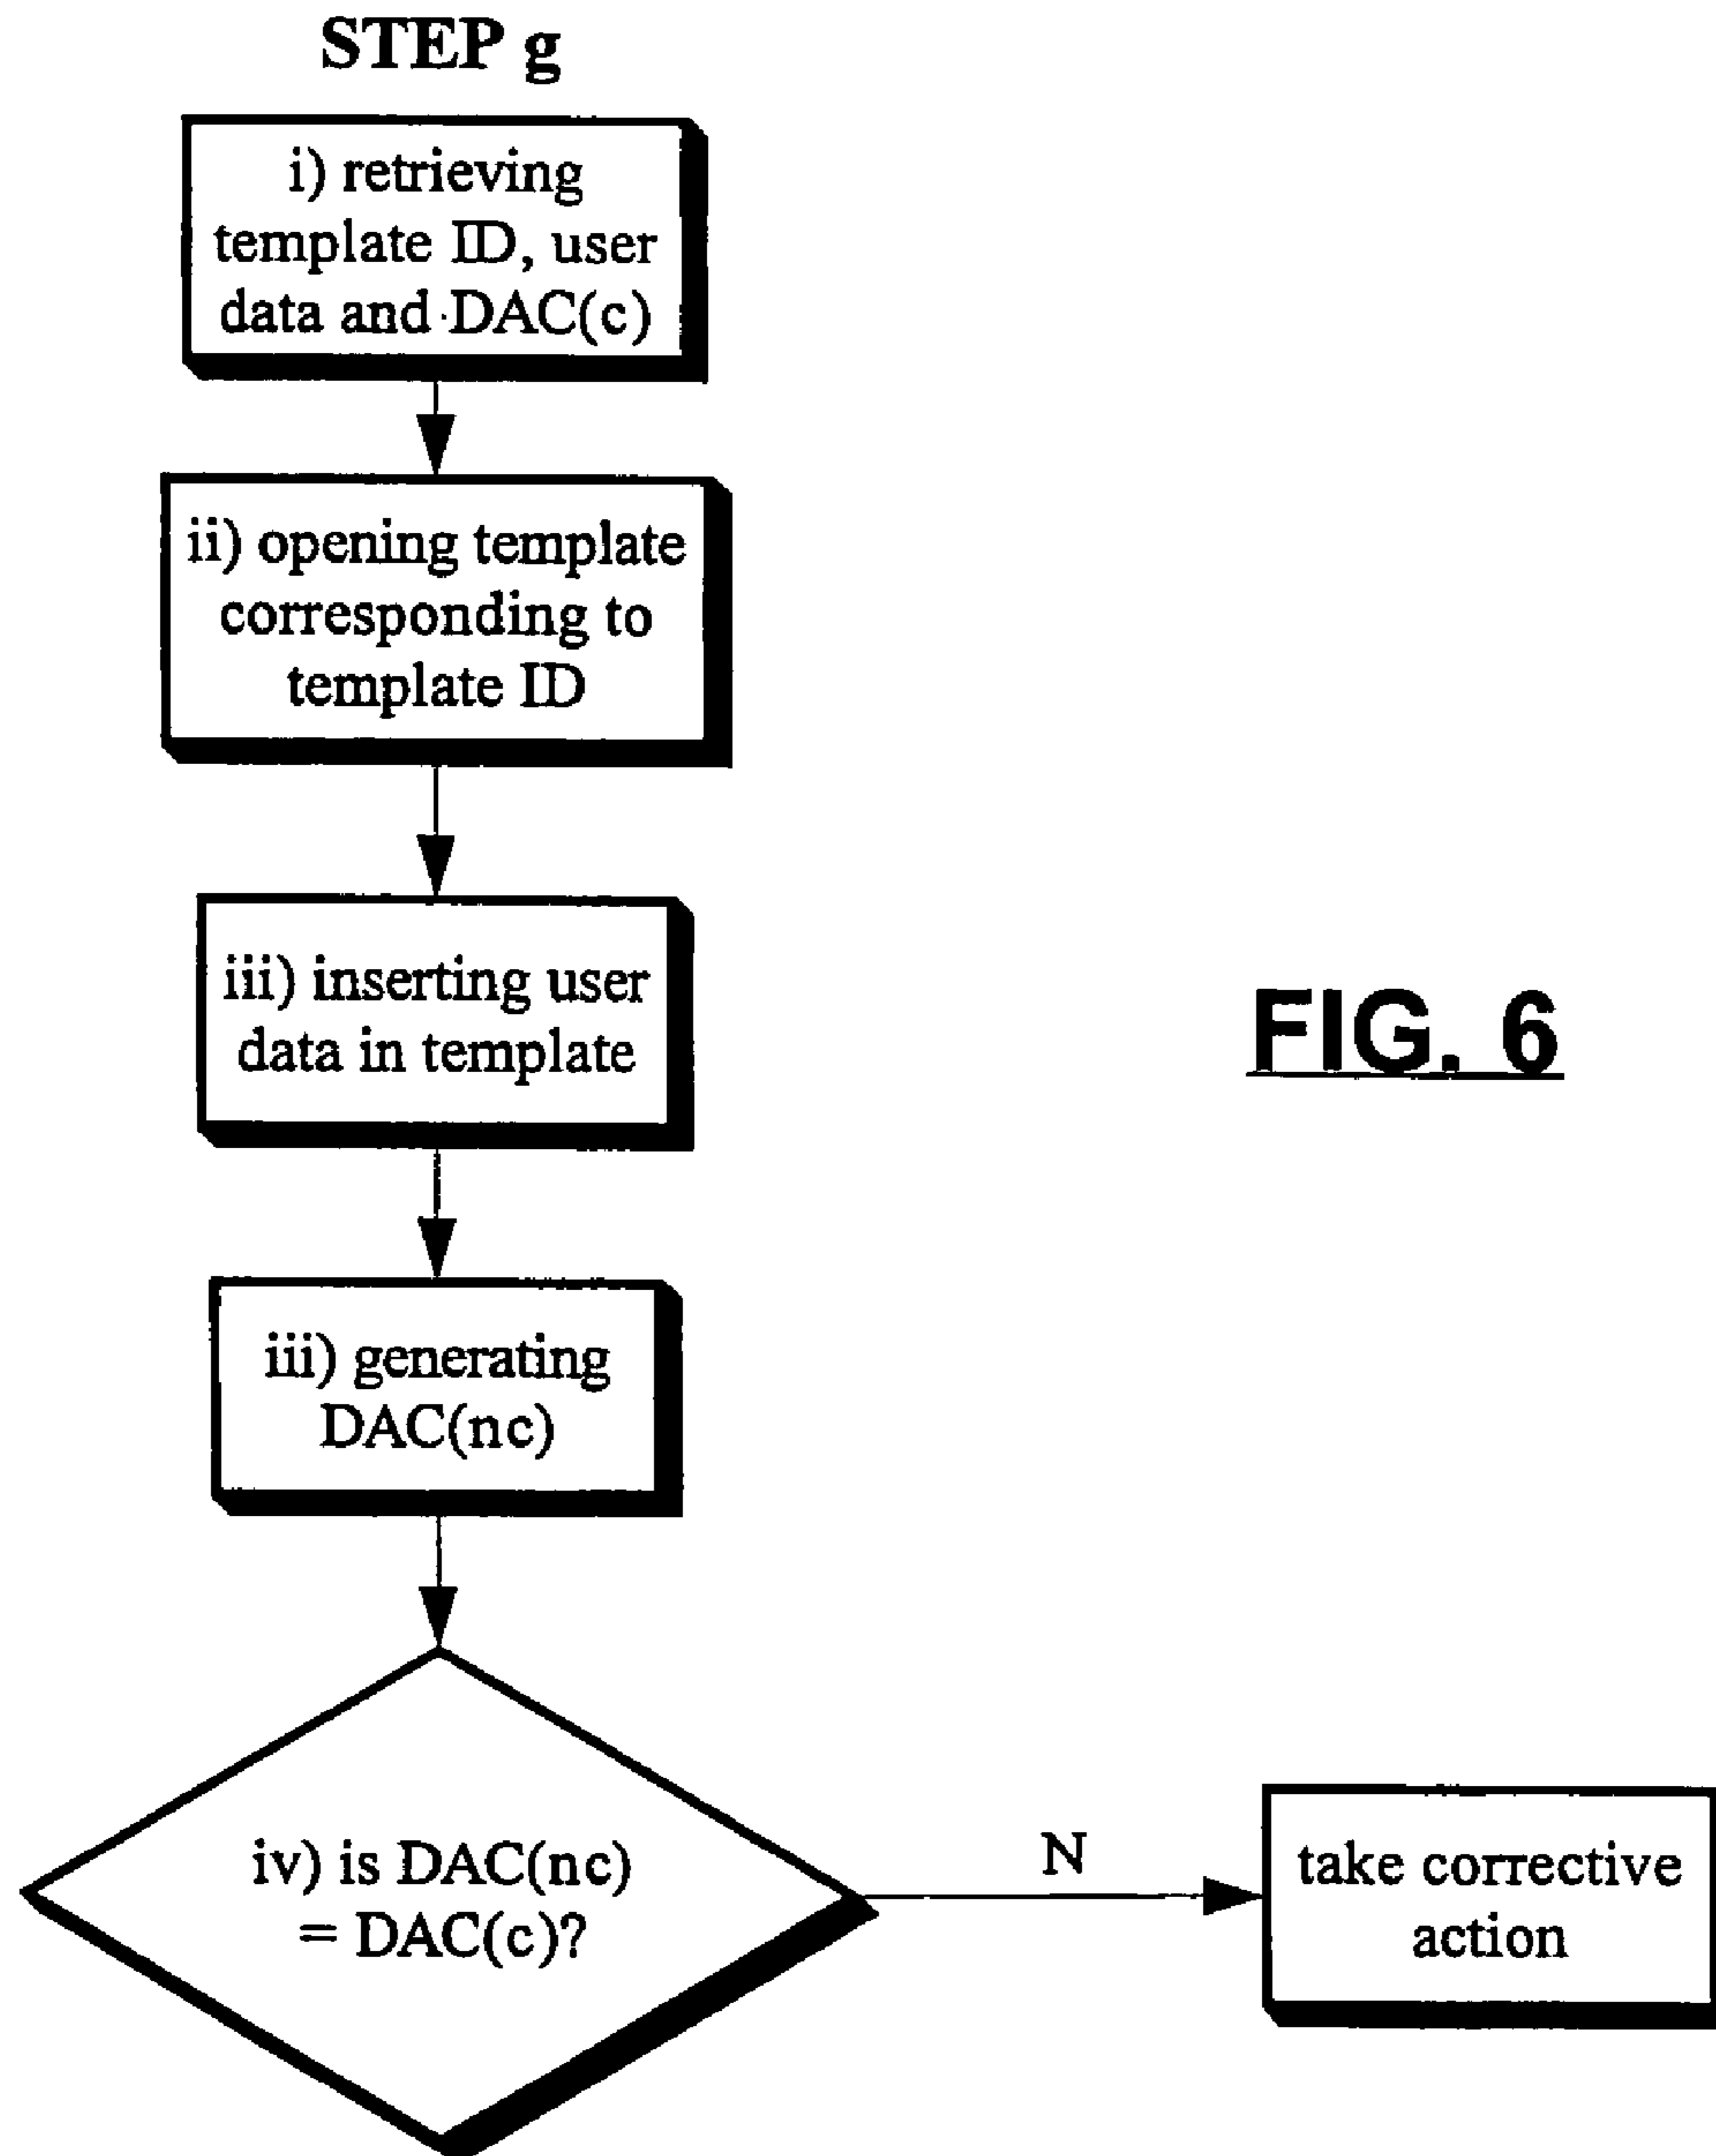 STEP g
i) retrieving
template ID, user
data and DAC(c)
ii) opening template
corresponding to
template ID
iii) inserting user
data in template
FIG. 6
iii) generating
DAC(nc)
iv) is DAC(nc)
= DAC(c)?
N
take corrective
action